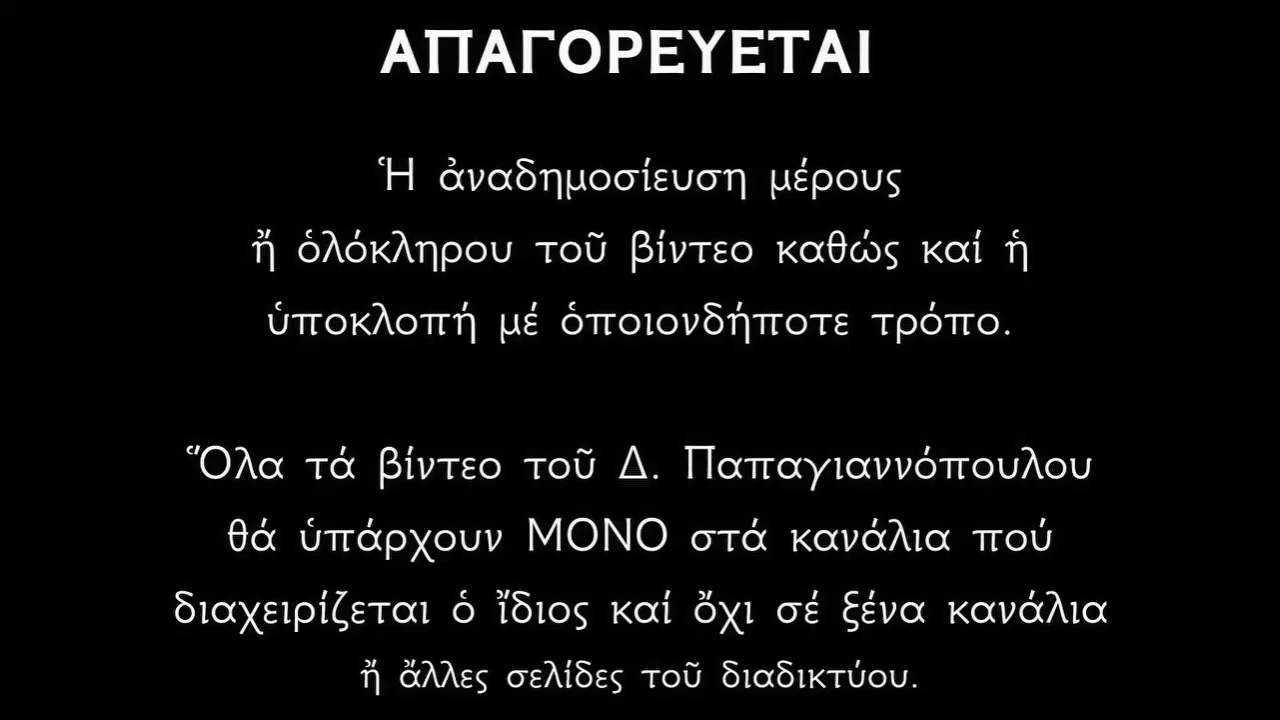 ΑΠΑΓΟΡΕΥΕΤΑΙ
Ἡ ἀναδημοσίευση μέρους
ἤ ὁλόκληρου τοῦ βίντεο καθώς καί ἡ
ὑποκλοπή μέ ὁποιονδήποτε τρόπο.
Ὅλα τά βίντεο τοῦ Δ. Παπαγιαννόπουλου
θά ὑπάρχουν ΜΟΝΟ στά κανάλια πού
διαχειρίζεται ὁ ἴδιος καί ὄχι σέ ξένα κανάλια
ἤ ἄλλες σελίδες τοῦ διαδικτύου.